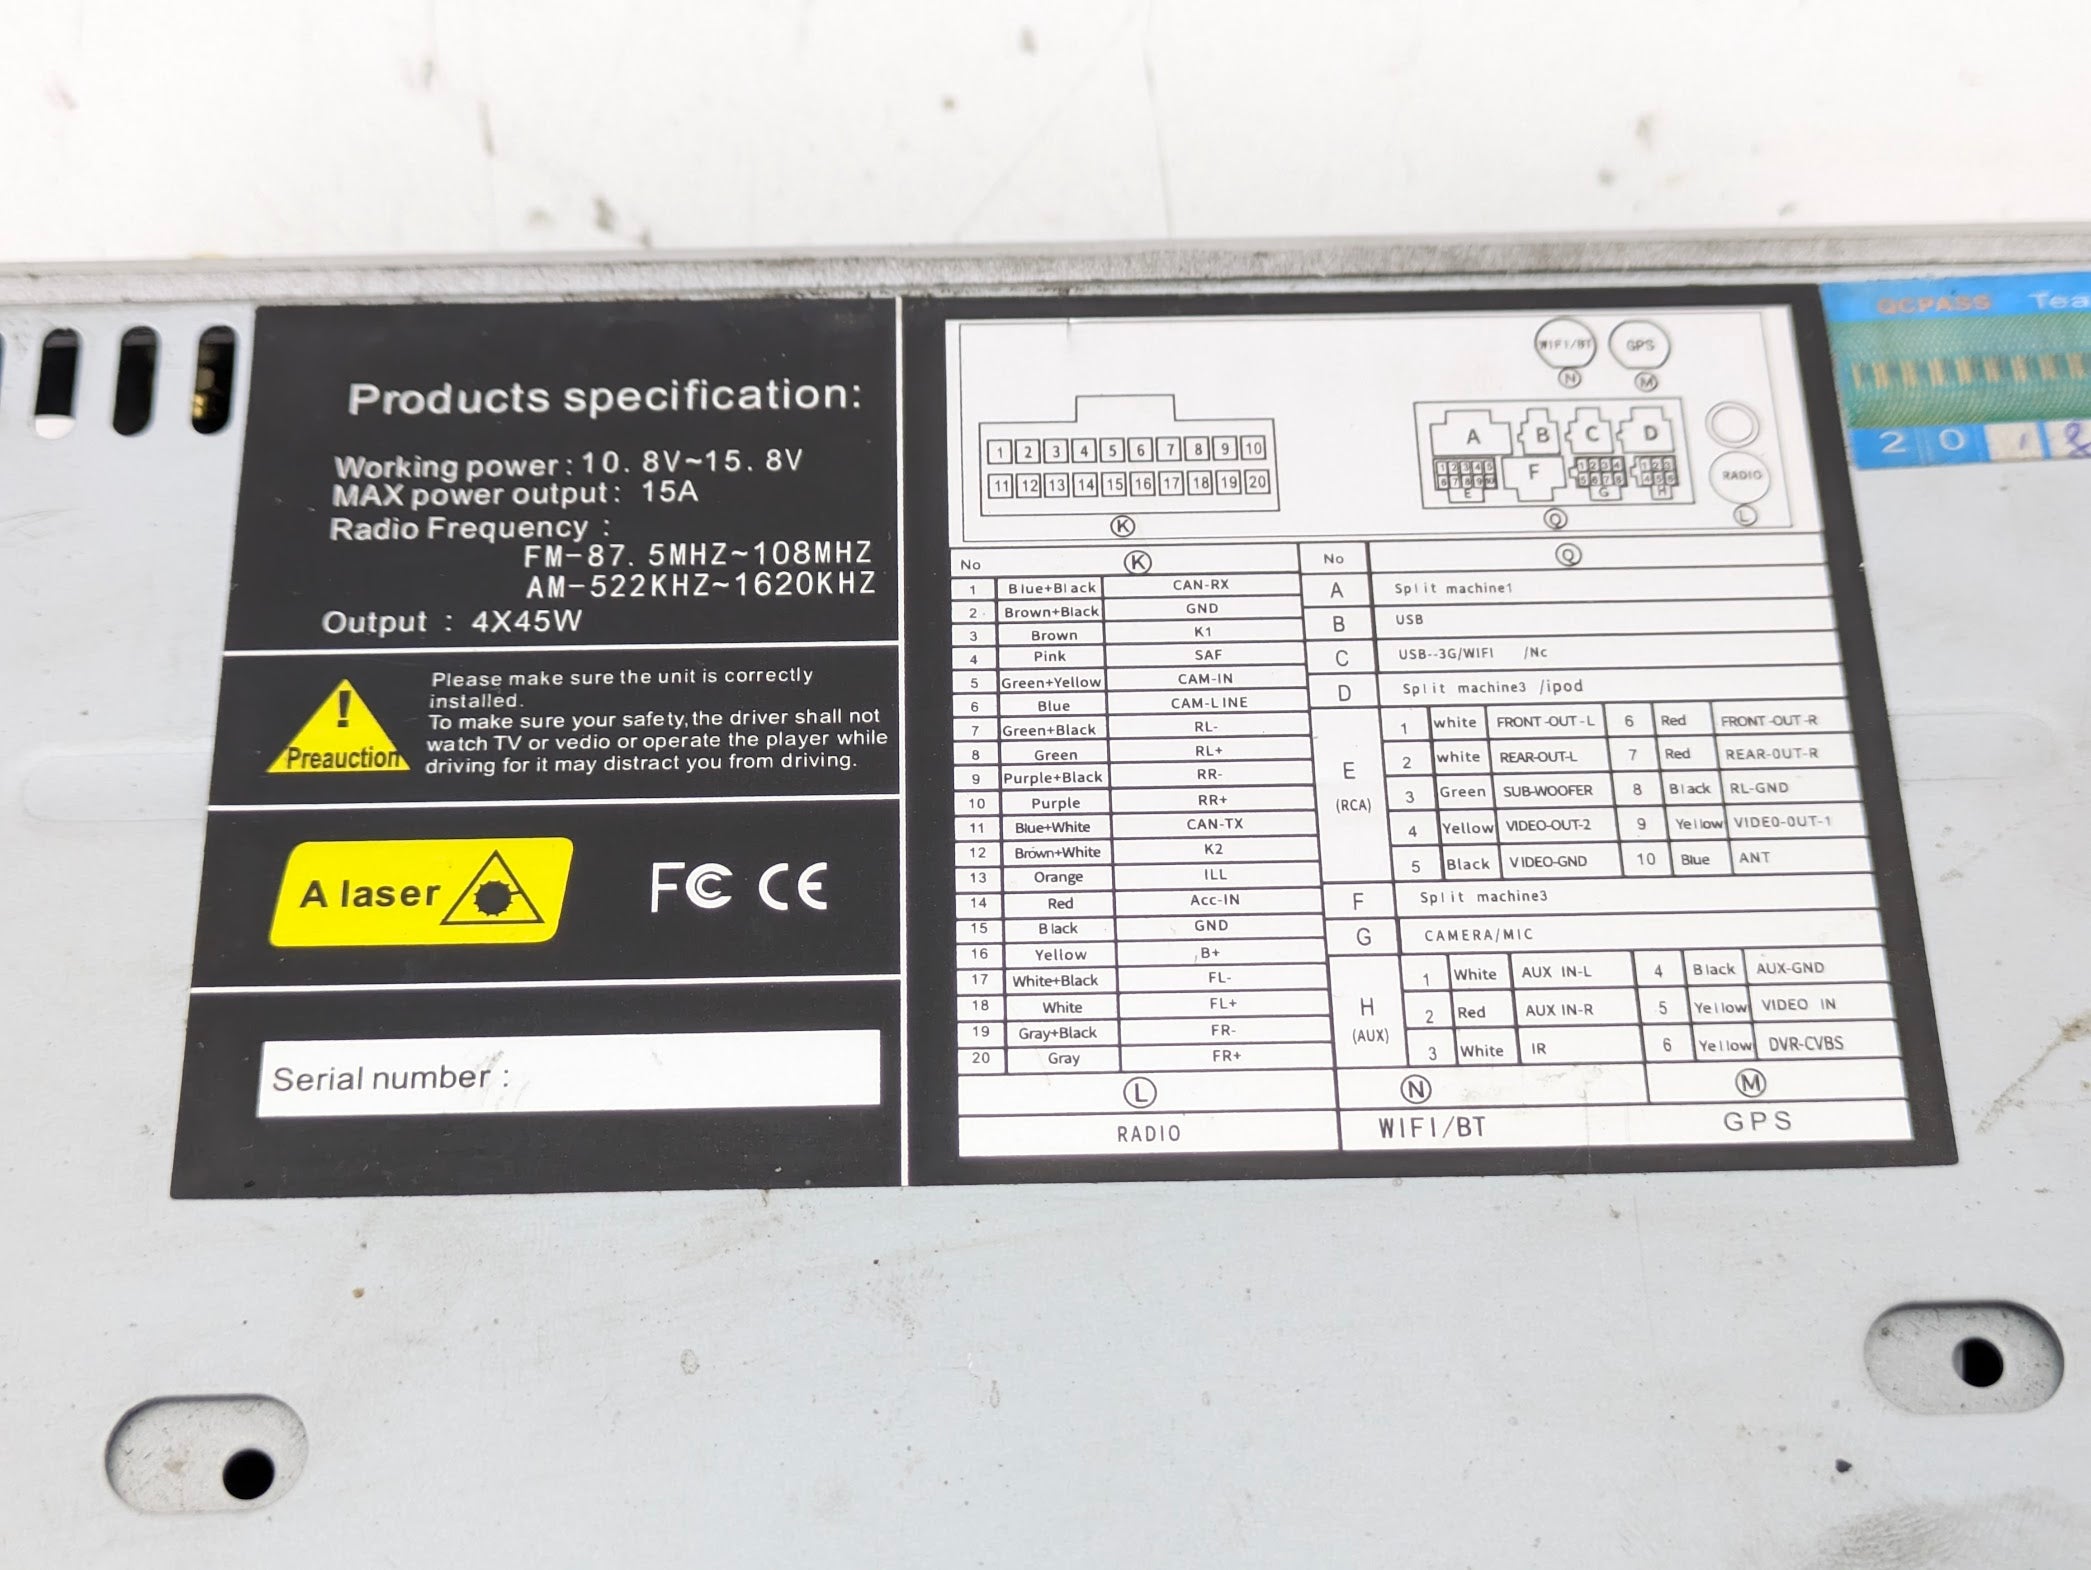 Products specification:
Working power: 10. 8V~15. 8V
MAX power output: 15A
Radio Frequency :
FM-87. 5MHZ~108MHZ
AM-522KHZ~1620KHZ
Output : 4X45W
Please make sure the unit is correctly
installed.
To make sure your safety, the driver shall not
watch TV or vedio or operate the player while
driving for it may distract you from driving.
!
Preauction
A laser
FC CE
Serial number :
WIFI/BT GPS
N M
1 2 3 4 5 6 7 8 9 10
11 12 13 14 15 16 17 18 19 20
K
A B C D
E F G H
RADIO
Q L
No K
1 Blue+Black CAN-RX
2 Brown+Black GND
3 Brown K1
4 Pink SAF
5 Green+Yellow CAM-IN
6 Blue CAM-LINE
7 Green+Black RL-
8 Green RL+
9 Purple+Black RR-
10 Purple RR+
11 Blue+White CAN-TX
12 Brown+White K2
13 Orange ILL
14 Red Acc-IN
15 Black GND
16 Yellow B+
17 White+Black FL-
18 White FL+
19 Gray+Black FR-
20 Gray FR+
No Q
A Split machine1
B USB
C USB--3G/WIFI /Nc
D Split machine3 /ipod
E (RCA)
1 white FRONT-OUT-L 6 Red FRONT-OUT-R
2 white REAR-OUT-L 7 Red REAR-OUT-R
3 Green SUB-WOOFER 8 Black RL-GND
4 Yellow VIDEO-OUT-2 9 Yellow VIDEO-OUT-1
5 Black VIDEO-GND 10 Blue ANT
F Split machine3
G CAMERA/MIC
H (AUX)
1 White AUX IN-L 4 Black AUX-GND
2 Red AUX IN-R 5 Yellow VIDEO IN
3 White IR 6 Yellow DVR-CVBS
L N M
RADIO WIFI/BT GPS
QCPASS Tea
2 0